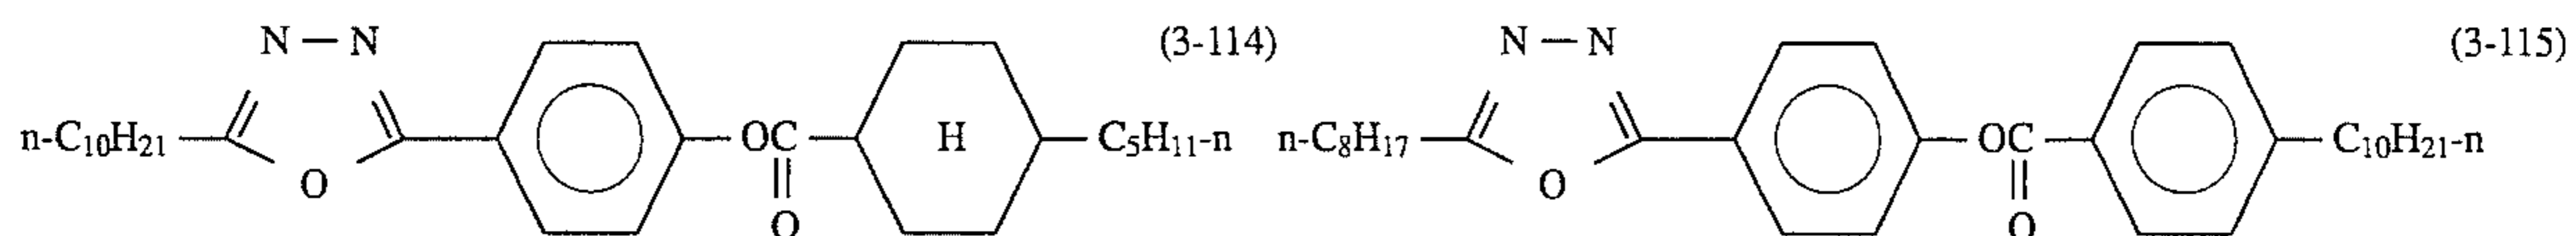 N — N (3-114) N — N (3-115)
n-C₁₀H₂₁ OC H C₅H₁₁-n n-C₈H₁₇ OC C₁₀H₂₁-n
O O
O O